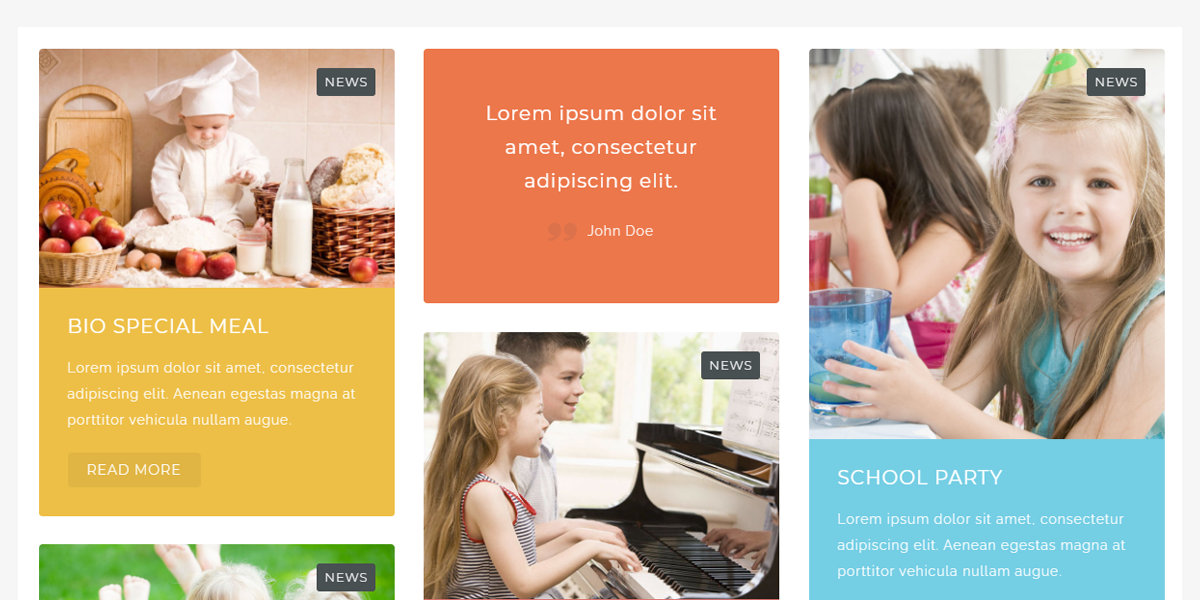 NEWS
BIO SPECIAL MEAL
Lorem ipsum dolor sit amet, consectetur
adipiscing elit. Aenean egestas magna at
porttitor vehicula nullam augue.
READ MORE
NEWS
Lorem ipsum dolor sit
amet, consectetur
adipiscing elit.
John Doe
NEWS
NEWS
SCHOOL PARTY
Lorem ipsum dolor sit amet, consectetur
adipiscing elit. Aenean egestas magna at
porttitor vehicula nullam augue.